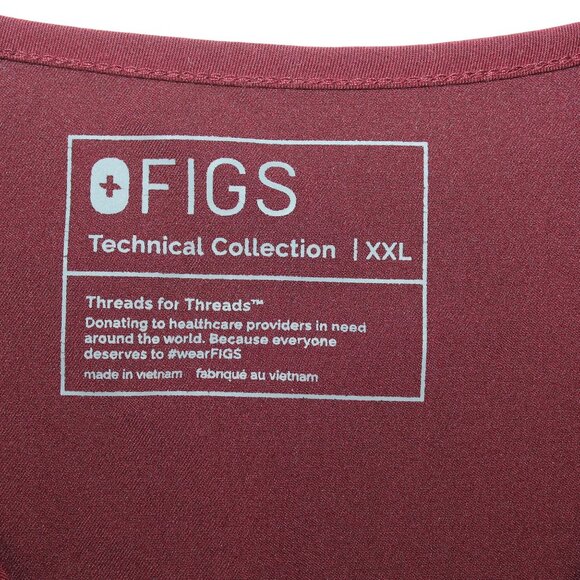 FIGS
Technical Collection | XXL
Threads for Threads™
Donating to healthcare providers in need
around the world. Because everyone
deserves to #wearFIGS
made in vietnam fabriqué au vietnam